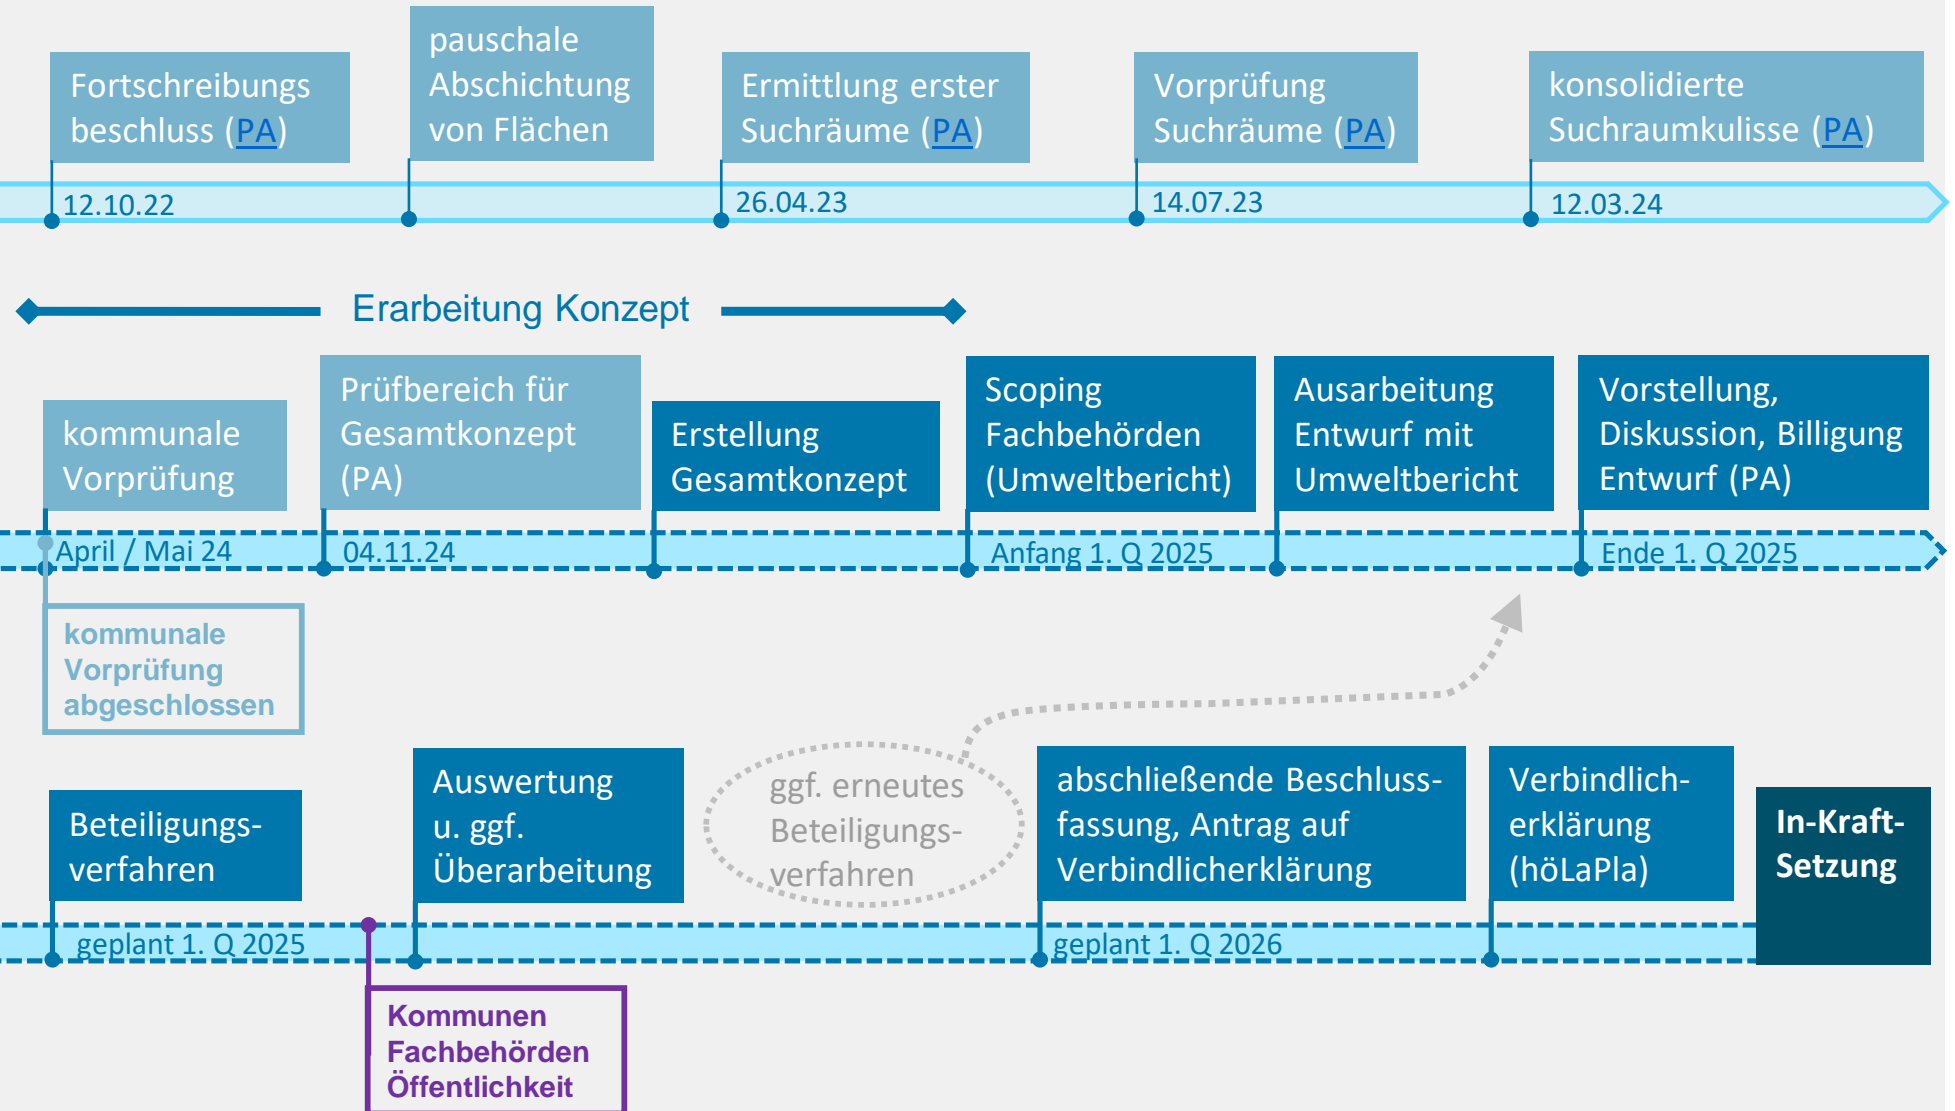 Fortschreibungs
beschluss (PA)
pauschale
Abschichtung
von Flächen
Ermittlung erster
Suchräume (PA)
Vorprüfung
Suchräume (PA)
konsolidierte
Suchraumkulisse (PA)
12.10.22
26.04.23
14.07.23
12.03.24
Erarbeitung Konzept
kommunale
Vorprüfung
Prüfbereich für
Gesamtkonzept
(PA)
Erstellung
Gesamtkonzept
Scoping
Fachbehörden
(Umweltbericht)
Ausarbeitung
Entwurf mit
Umweltbericht
Vorstellung,
Diskussion, Billigung
Entwurf (PA)
April / Mai 24
04.11.24
Anfang 1. Q 2025
Ende 1. Q 2025
kommunale
Vorprüfung
abgeschlossen
Beteiligungs-
verfahren
Auswertung
u. ggf.
Überarbeitung
ggf. erneutes
Beteiligungs-
verfahren
abschließende Beschluss-
fassung, Antrag auf
Verbindlicherklärung
Verbindlich-
erklärung
(höLaPla)
In-Kraft-
Setzung
geplant 1. Q 2025
geplant 1. Q 2026
Kommunen
Fachbehörden
Öffentlichkeit